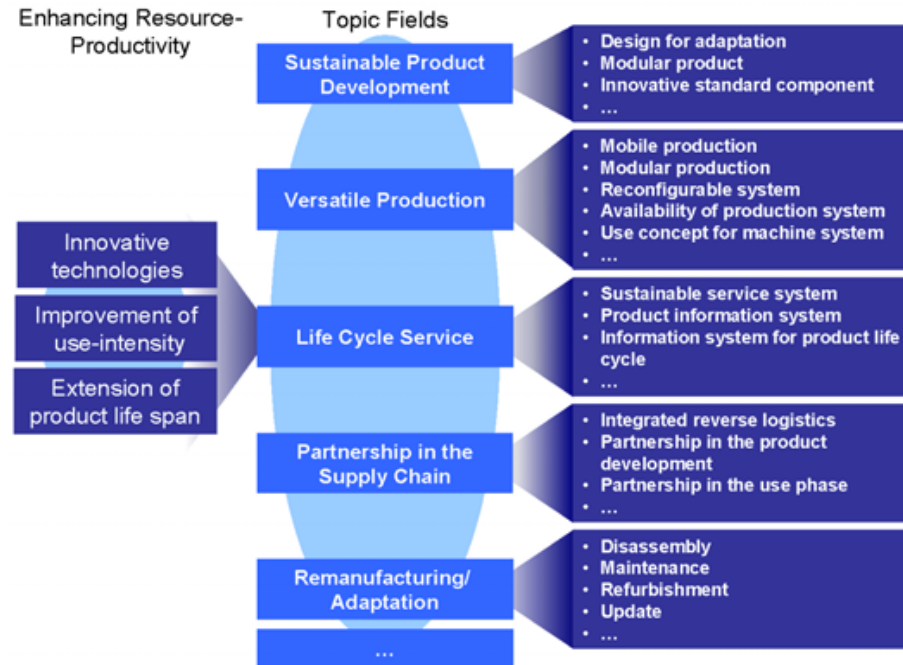 Enhancing Resource-
Productivity
Topic Fields
Innovative
technologies
Improvement of
use-intensity
Extension of
product life span
Sustainable Product
Development
• Design for adaptation
• Modular product
• Innovative standard component
• ...
Versatile Production
• Mobile production
• Modular production
• Reconfigurable system
• Availability of production system
• Use concept for machine system
• ...
Life Cycle Service
• Sustainable service system
• Product information system
• Information system for product life
cycle
• ...
Partnership in the
Supply Chain
• Integrated reverse logistics
• Partnership in the product
development
• Partnership in the use phase
• ...
Remanufacturing/
Adaptation
• Disassembly
• Maintenance
• Refurbishment
• Update
• ...
...